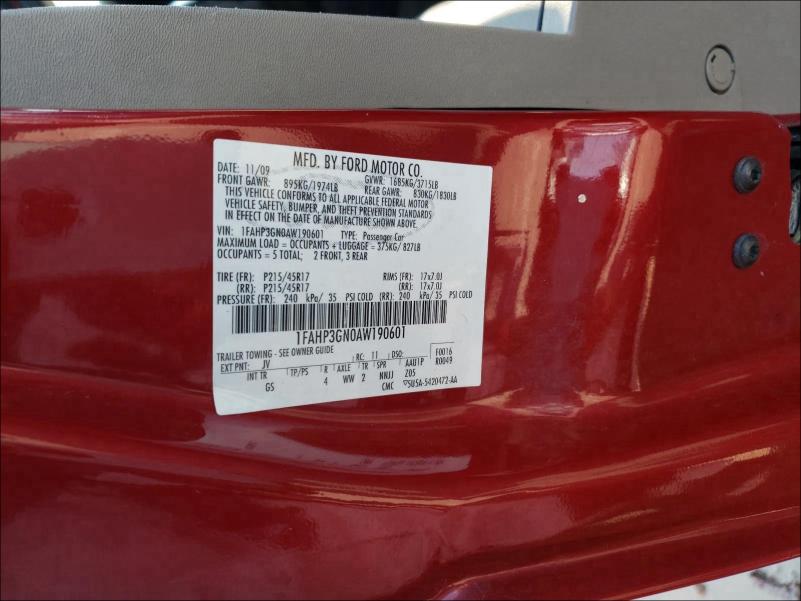 MFD. BY FORD MOTOR CO.
DATE: 11/09 GVWR: 1685KG/3715LB
FRONT GAWR: 895KG/1974LB REAR GAWR: 830KG/1830LB
THIS VEHICLE CONFORMS TO ALL APPLICABLE FEDERAL MOTOR
VEHICLE SAFETY, BUMPER, AND THEFT PREVENTION STANDARDS
IN EFFECT ON THE DATE OF MANUFACTURE SHOWN ABOVE.
VIN: 1FAHP3GN0AW190601 TYPE: Passenger Car
MAXIMUM LOAD = OCCUPANTS + LUGGAGE = 375KG/ 827LB
OCCUPANTS = 5 TOTAL; 2 FRONT, 3 REAR
TIRE (FR): P215/45R17 RIMS (FR): 17x7.0J
(RR): P215/45R17 (RR): 17x7.0J
PRESSURE (FR): 240 kPa/ 35 PSI COLD (RR): 240 kPa/ 35 PSI COLD
1FAHP3GN0AW190601
TRAILER TOWING - SEE OWNER GUIDE RC: 11 DSO: F0016
EXT PNT: JV AAU1P R0049
INT TR TP/PS R AXLE TR SPR
GS 4 WW 2 NNJJ Z05
CMC 5U5A-5420472-AA